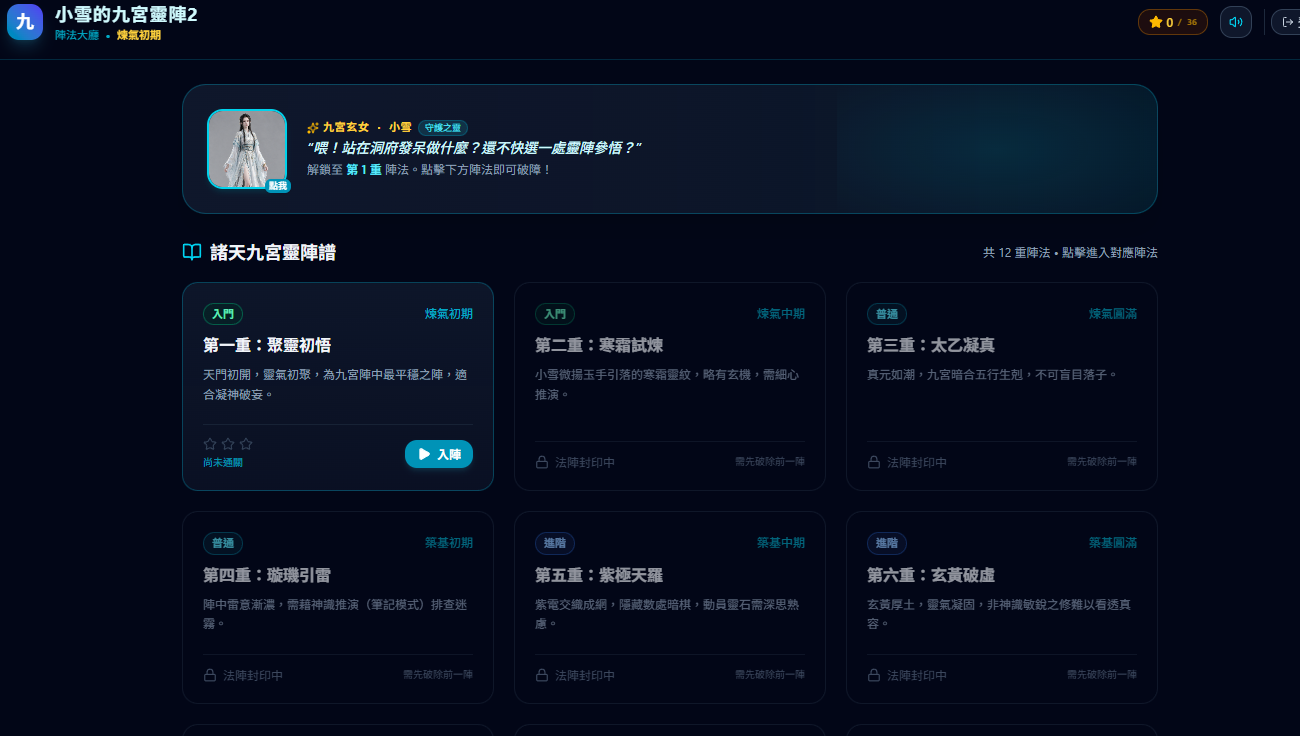 九
小雪的九宮靈陣2
陣法大廳 • 煉氣初期
0 / 36
九宮玄女 · 小雪 守護之靈
“喂！站在洞府發呆做什麼？還不快選一處靈陣參悟？”
解鎖至 第 1 重 陣法。點擊下方陣法即可破障！
點我
諸天九宮靈陣譜
共 12 重陣法 • 點擊進入對應陣法
入門 煉氣初期
第一重：聚靈初悟
天門初開，靈氣初聚，為九宮陣中最平穩之陣，適
合凝神破妄。
尚未通關
入陣
入門 煉氣中期
第二重：寒霜試煉
小雪微揚玉手引落的寒霜靈紋，略有玄機，需細心
推演。
法陣封印中 需先破除前一陣
普通 煉氣圓滿
第三重：太乙凝真
真元如潮，九宮暗合五行生剋，不可盲目落子。
法陣封印中 需先破除前一陣
普通 築基初期
第四重：璇璣引雷
陣中雷意漸濃，需藉神識推演（筆記模式）排查迷
霧。
法陣封印中 需先破除前一陣
進階 築基中期
第五重：紫極天羅
紫電交織成網，隱藏數處暗棋，動員靈石需深思熟
慮。
法陣封印中 需先破除前一陣
進階 築基圓滿
第六重：玄黃破虛
玄黃厚土，靈氣凝固，非神識敏銳之修難以看透真
容。
法陣封印中 需先破除前一陣